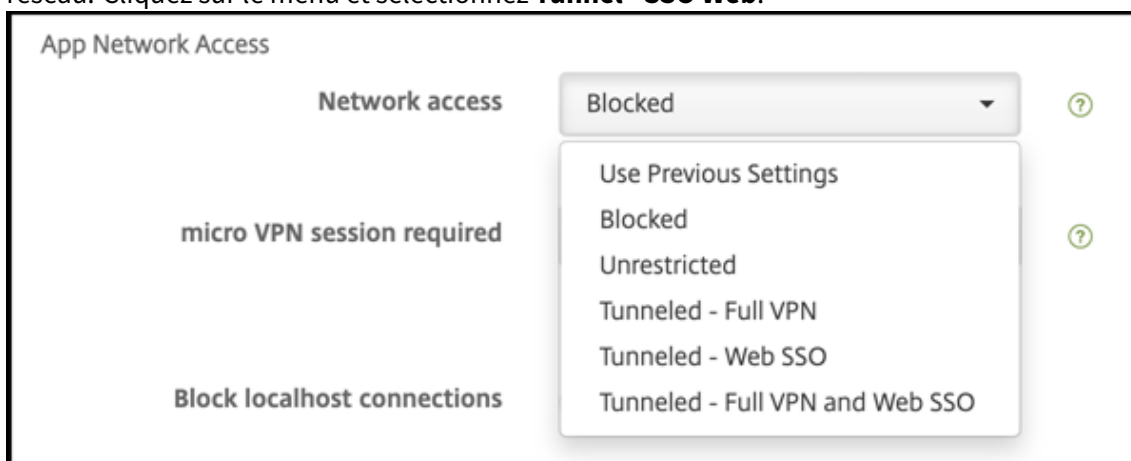 réseau. Cliquez sur le menu et sélectionnez Tunnel - SSO Web.
App Network Access
Network access
Blocked
Use Previous Settings
Blocked
micro VPN session required
Unrestricted
Tunneled - Full VPN
Tunneled - Web SSO
Block localhost connections
Tunneled - Full VPN and Web SSO